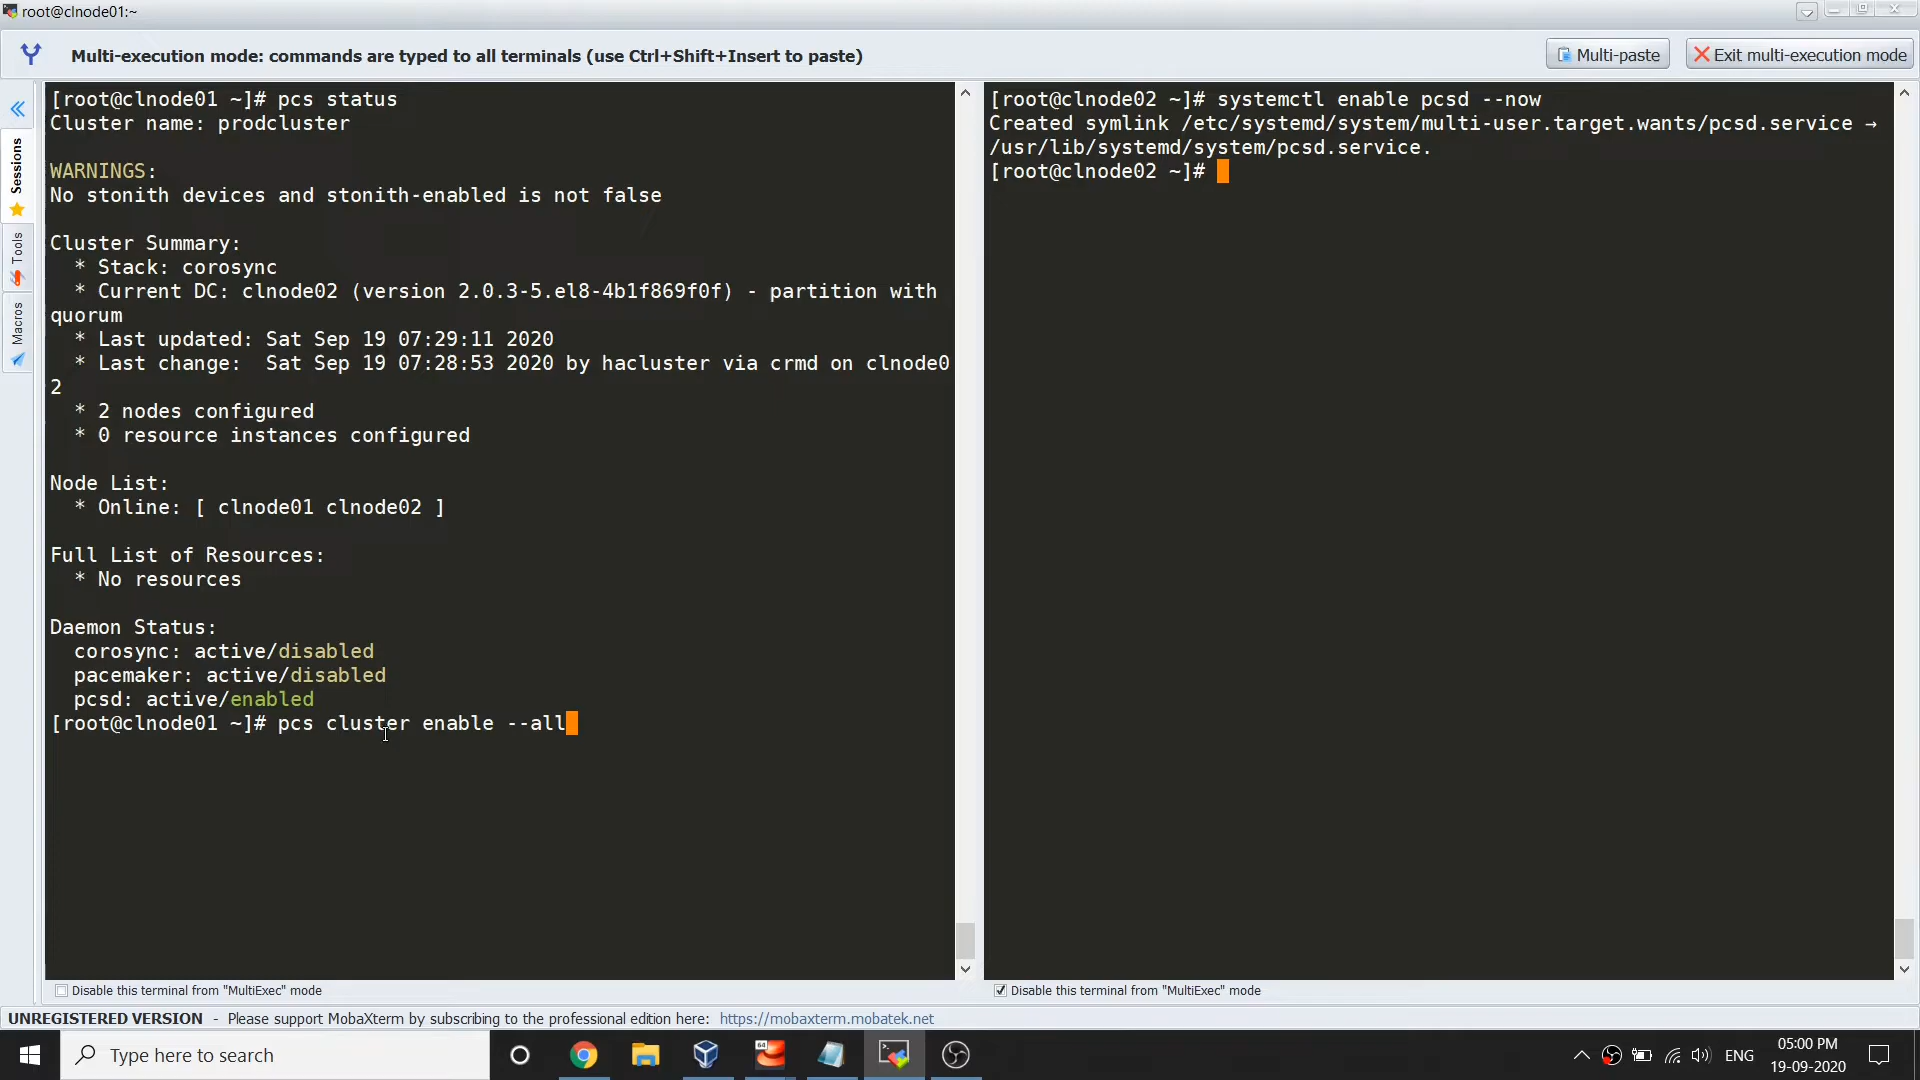 root@clnode01:~
Multi-execution mode: commands are typed to all terminals (use Ctrl+Shift+Insert to paste)
Multi-paste
Exit multi-execution mode
Sessions
Tools
Macros
[root@clnode01 ~]# pcs status
Cluster name: prodcluster
WARNINGS:
No stonith devices and stonith-enabled is not false
Cluster Summary:
* Stack: corosync
* Current DC: clnode02 (version 2.0.3-5.el8-4b1f869f0f) - partition with
quorum
* Last updated: Sat Sep 19 07:29:11 2020
* Last change:  Sat Sep 19 07:28:53 2020 by hacluster via crmd on clnode0
2
* 2 nodes configured
* 0 resource instances configured
Node List:
* Online: [ clnode01 clnode02 ]
Full List of Resources:
* No resources
Daemon Status:
corosync: active/disabled
pacemaker: active/disabled
pcsd: active/enabled
[root@clnode01 ~]# pcs cluster enable --all
[root@clnode02 ~]# systemctl enable pcsd --now
Created symlink /etc/systemd/system/multi-user.target.wants/pcsd.service →
/usr/lib/systemd/system/pcsd.service.
[root@clnode02 ~]#
Disable this terminal from "MultiExec" mode
Disable this terminal from "MultiExec" mode
UNREGISTERED VERSION - Please support MobaXterm by subscribing to the professional edition here: https://mobaxterm.mobatek.net
Type here to search
64
ENG
05:00 PM
19-09-2020